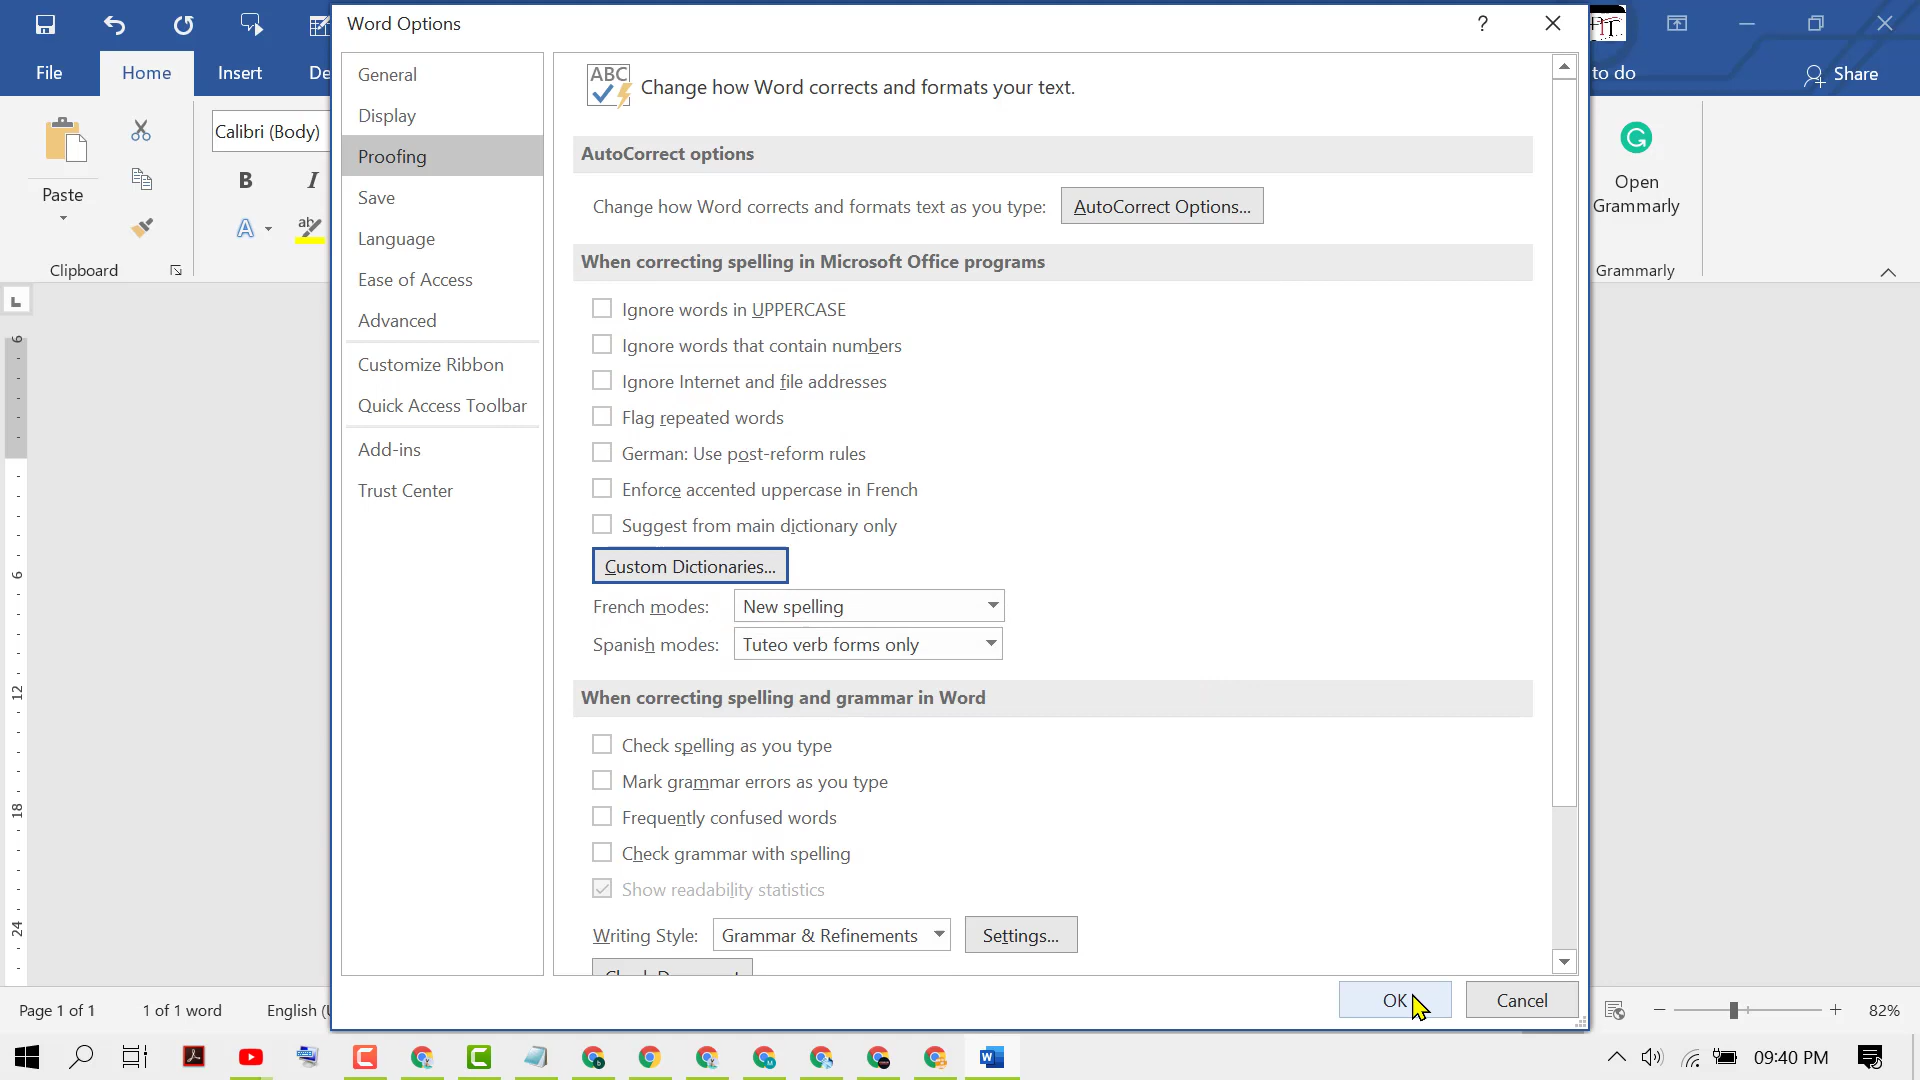 Word Options
?
File
Home
Insert
De
to do
Share
Paste
Clipboard
Calibri (Body)
B
I
A
ab
General
Display
Proofing
Save
Language
Ease of Access
Advanced
Customize Ribbon
Quick Access Toolbar
Add-ins
Trust Center
ABC
Change how Word corrects and formats your text.
AutoCorrect options
Change how Word corrects and formats text as you type:
AutoCorrect Options...
When correcting spelling in Microsoft Office programs
Ignore words in UPPERCASE
Ignore words that contain numbers
Ignore Internet and file addresses
Flag repeated words
German: Use post-reform rules
Enforce accented uppercase in French
Suggest from main dictionary only
Custom Dictionaries...
French modes:
New spelling
Spanish modes:
Tuteo verb forms only
When correcting spelling and grammar in Word
Check spelling as you type
Mark grammar errors as you type
Frequently confused words
Check grammar with spelling
Show readability statistics
Writing Style:
Grammar & Refinements
Settings...
OK
Cancel
Open
Grammarly
Grammarly
6
6
12
18
24
Page 1 of 1
1 of 1 word
English (
82%
09:40 PM